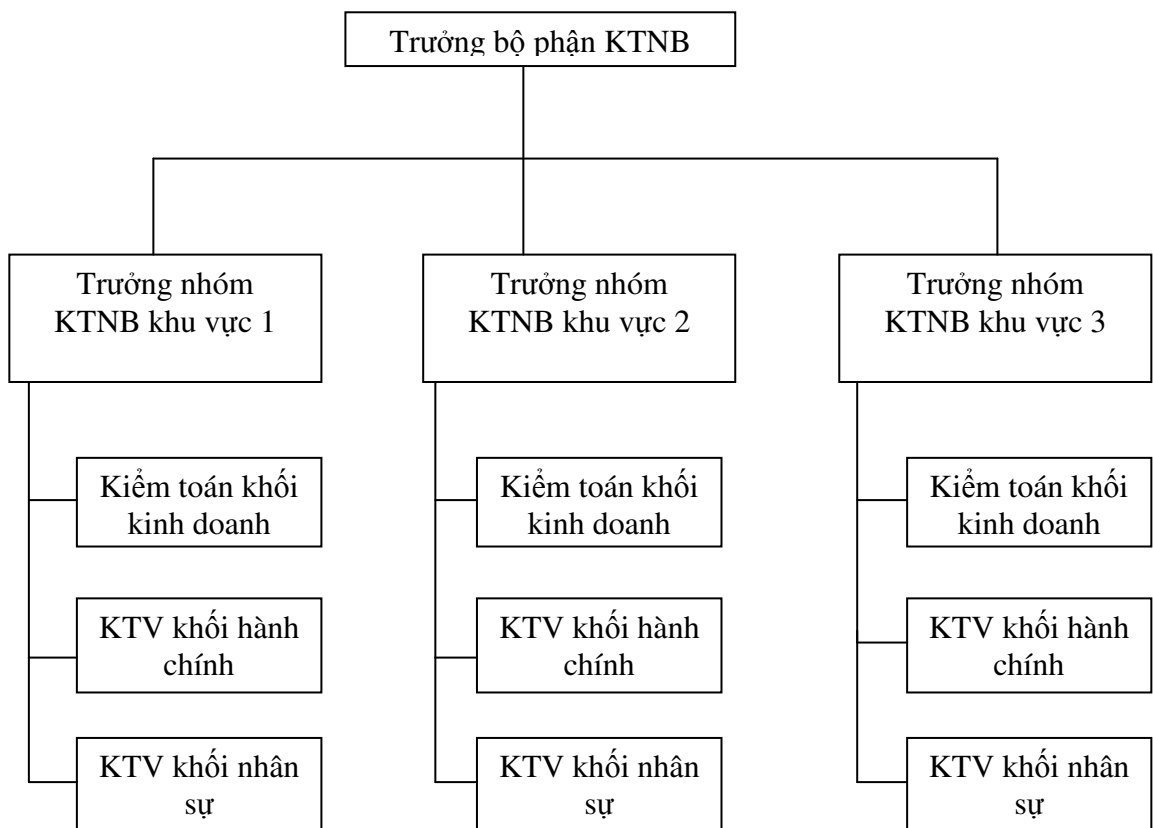 Trưởng bộ phận KTNB
Trưởng nhóm
KTNB khu vực 1
Trưởng nhóm
KTNB khu vực 2
Trưởng nhóm
KTNB khu vực 3
Kiểm toán khối
kinh doanh
Kiểm toán khối
kinh doanh
Kiểm toán khối
kinh doanh
KTV khối hành
chính
KTV khối hành
chính
KTV khối hành
chính
KTV khối nhân
sự
KTV khối nhân
sự
KTV khối nhân
sự